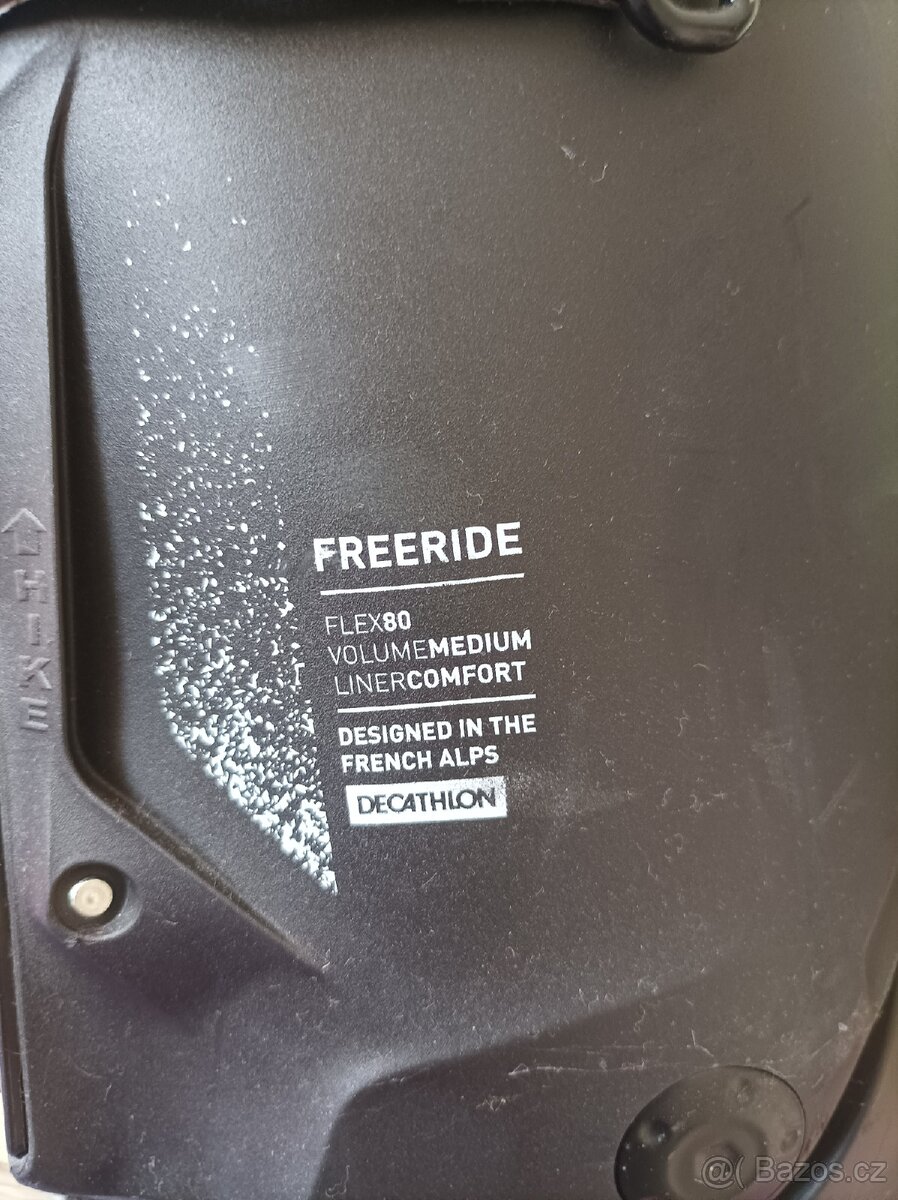 HIKE
FREERIDE
FLEX80
VOLUMEMEDIUM
LINERCOMFORT
DESIGNED IN THE
FRENCH ALPS
DECATHLON
@( Bazos.cz